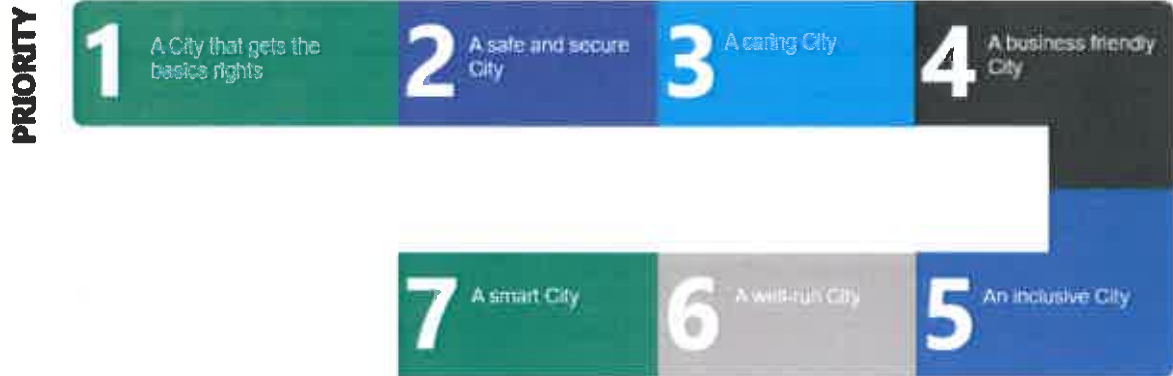 PRIORITY
1
A City that gets the
basics rights
2
A safe and secure
City
3
A caring City
4
A business friendly
City
5
An inclusive City
6
A well-run City
7
A smart City